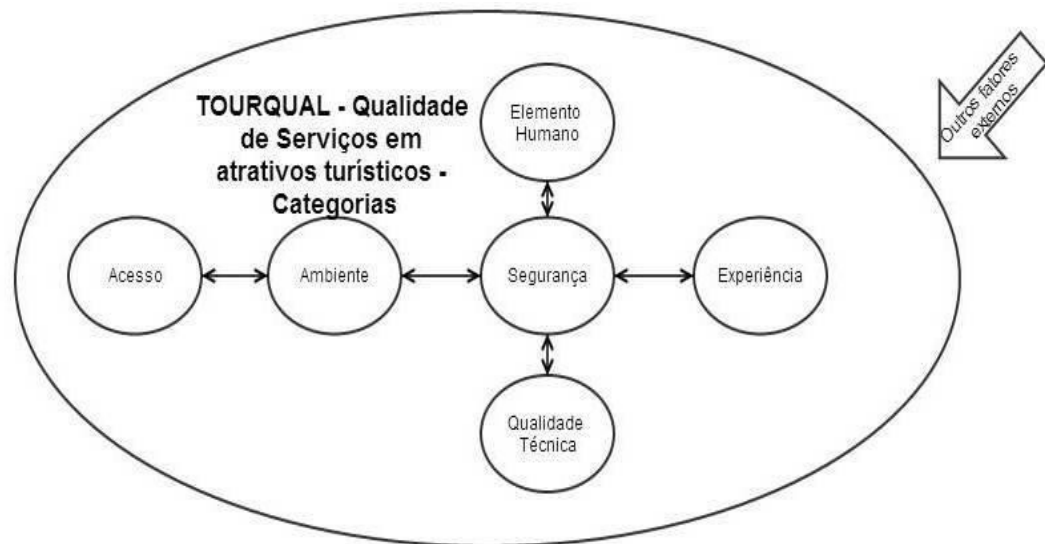 TOURQUAL - Qualidade
de Serviços em
atrativos turísticos -
Categorias
Elemento
Humano
Outros fatores
externos
Acesso
Ambiente
Segurança
Experiência
Qualidade
Técnica